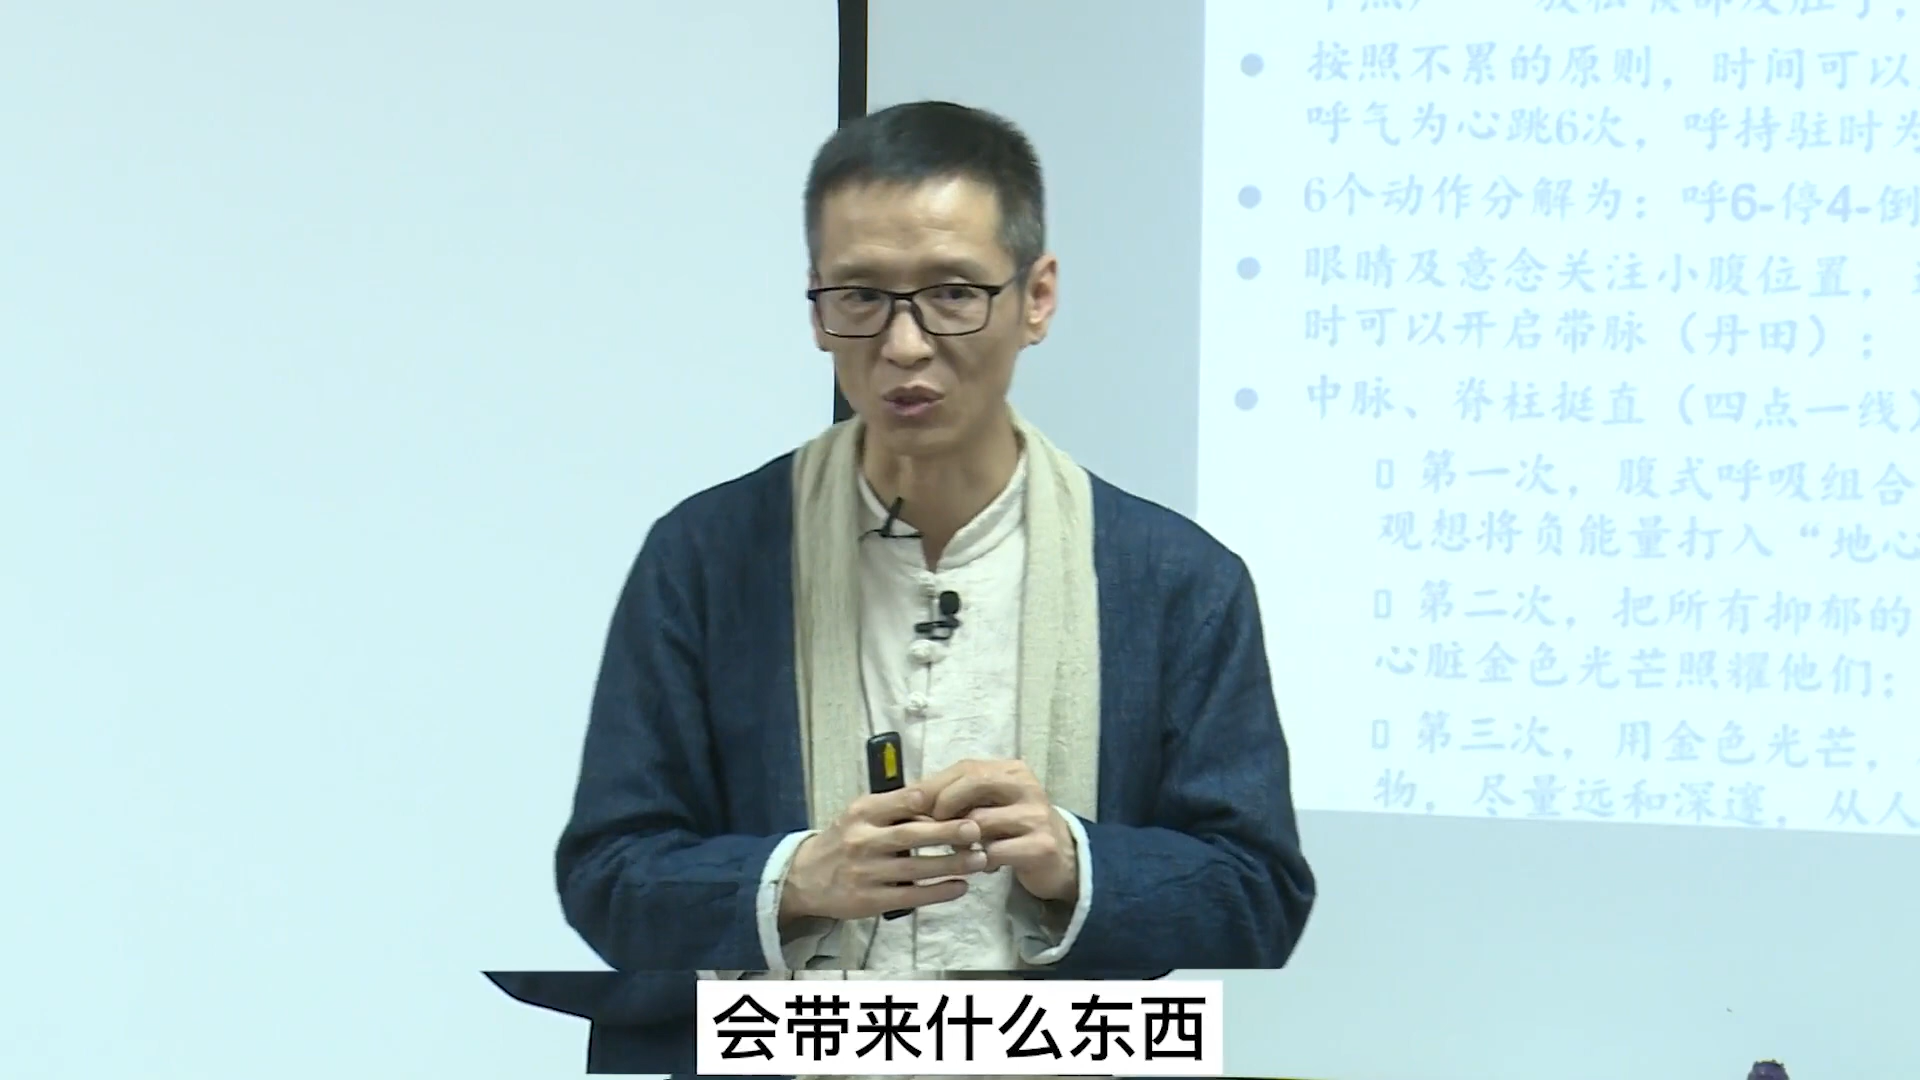 按照不累的原则，时间可以
呼气为心跳6次，呼持驻时为
6个动作分解为：呼6-停4-倒
眼睛及意念关注小腹位置，
时可以开启带脉（丹田）；
中脉、脊柱挺直（四点一线）
第一次，腹式呼吸组合
观想将负能量打入“地心
第二次，把所有抑郁的
心脏金色光芒照耀他们；
第三次，用金色光芒，
物，尽量远和深邃，从人
会带来什么东西